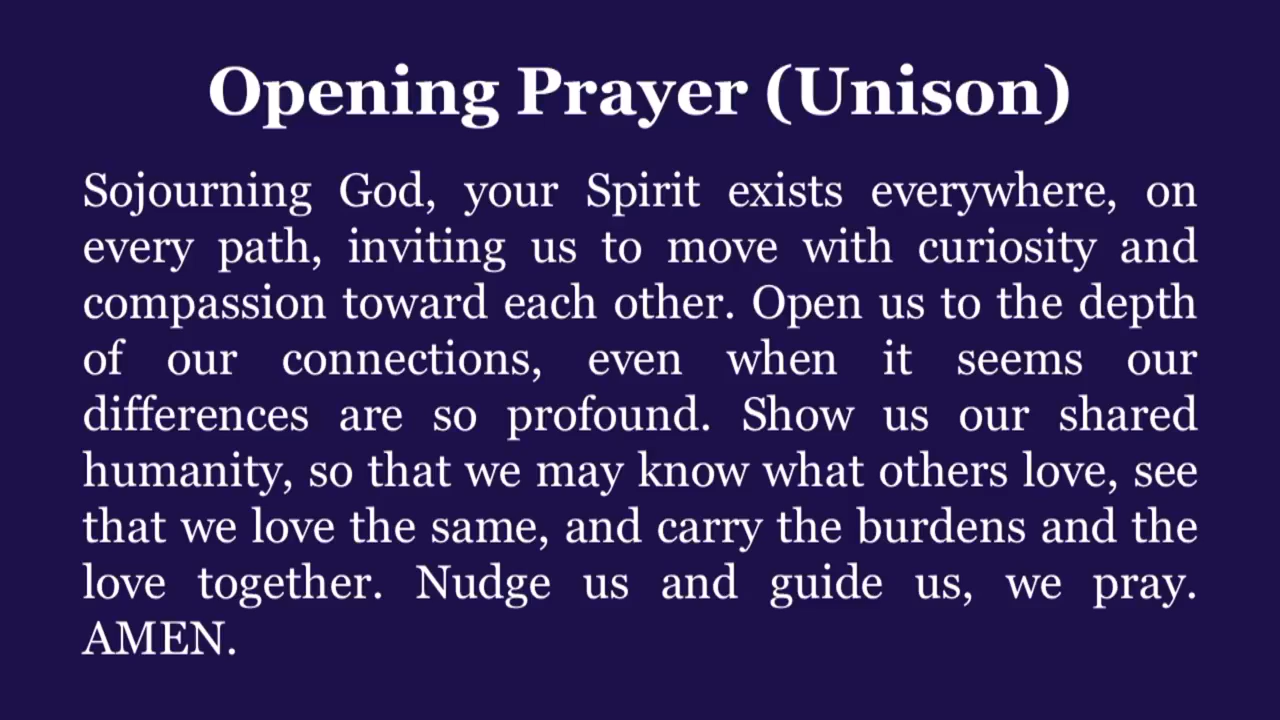 Opening Prayer (Unison)
Sojourning God, your Spirit exists everywhere, on
every path, inviting us to move with curiosity and
compassion toward each other. Open us to the depth
of our connections, even when it seems our
differences are so profound. Show us our shared
humanity, so that we may know what others love, see
that we love the same, and carry the burdens and the
love together. Nudge us and guide us, we pray.
AMEN.